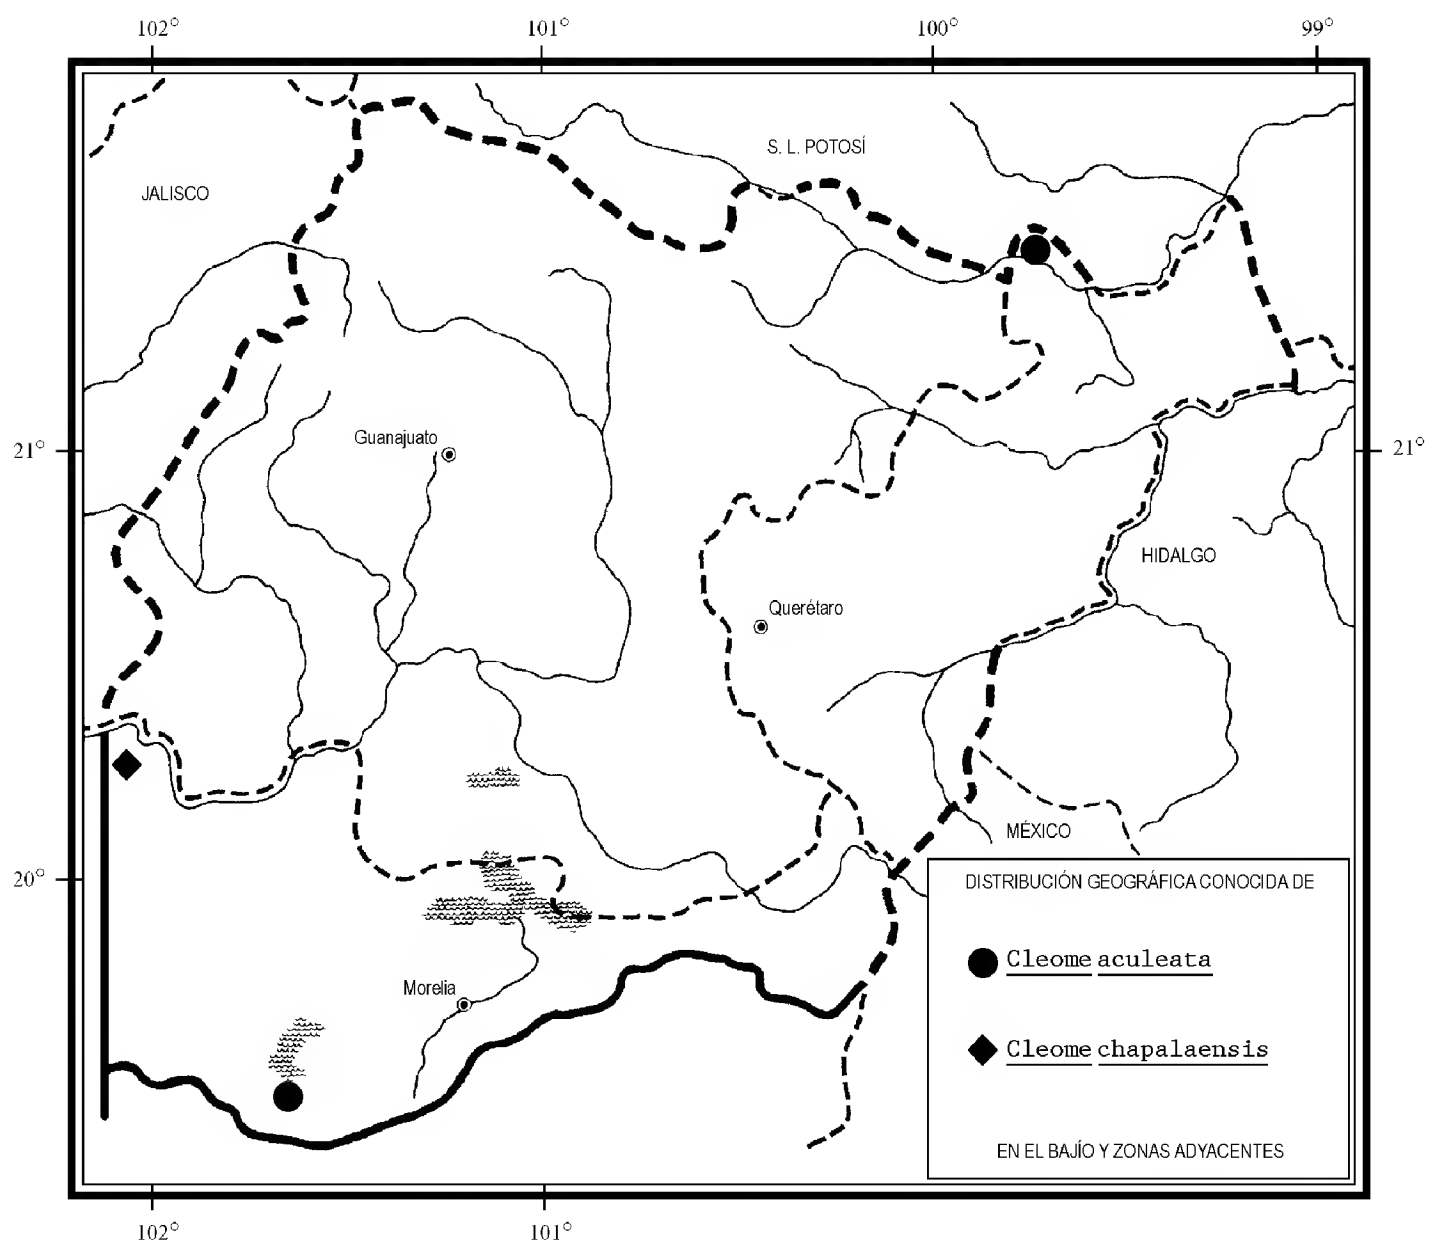 102° 101° 100° 99°
S. L. POTOSÍ
JALISCO
Guanajuato
21° 21°
HIDALGO
Querétaro
MÉXICO
20°
DISTRIBUCIÓN GEOGRÁFICA CONOCIDA DE
Cleome aculeata
Morelia
Cleome chapalaensis
EN EL BAJÍO Y ZONAS ADYACENTES
102° 101°